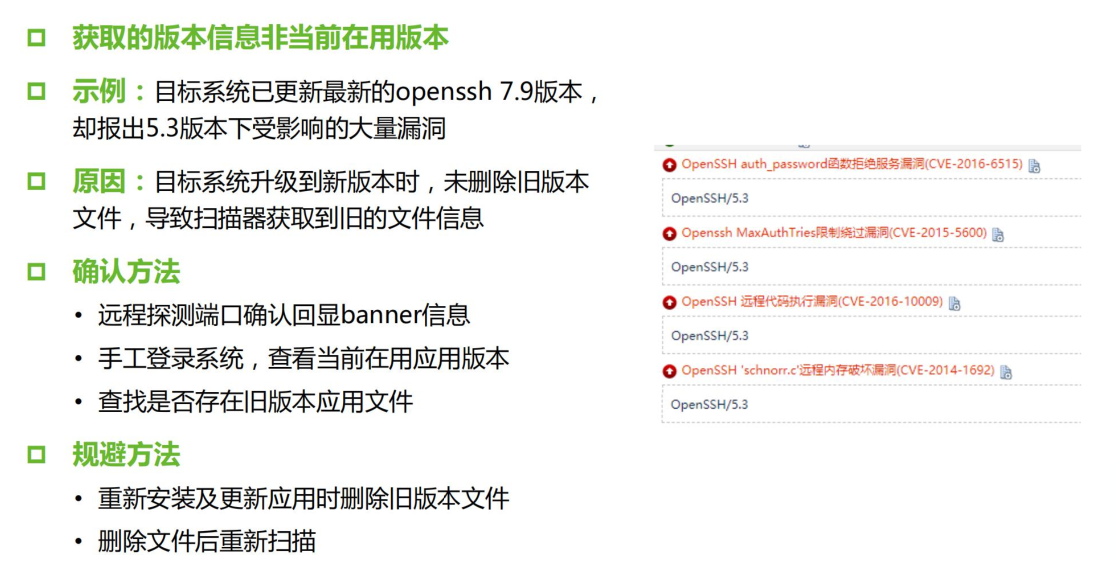 获取的版本信息非当前在用版本
示例：目标系统已更新最新的openssh 7.9版本，
却报出5.3版本下受影响的大量漏洞
原因：目标系统升级到新版本时，未删除旧版本
文件，导致扫描器获取到旧的文件信息
确认方法
• 远程探测端口确认回显banner信息
• 手工登录系统，查看当前在用应用版本
• 查找是否存在旧版本应用文件
规避方法
• 重新安装及更新应用时删除旧版本文件
• 删除文件后重新扫描
OpenSSH auth_password函数拒绝服务漏洞(CVE-2016-6515)
OpenSSH/5.3
Openssh MaxAuthTries限制绕过漏洞(CVE-2015-5600)
OpenSSH/5.3
OpenSSH 远程代码执行漏洞(CVE-2016-10009)
OpenSSH/5.3
OpenSSH 'schnorr.c'远程内存破坏漏洞(CVE-2014-1692)
OpenSSH/5.3